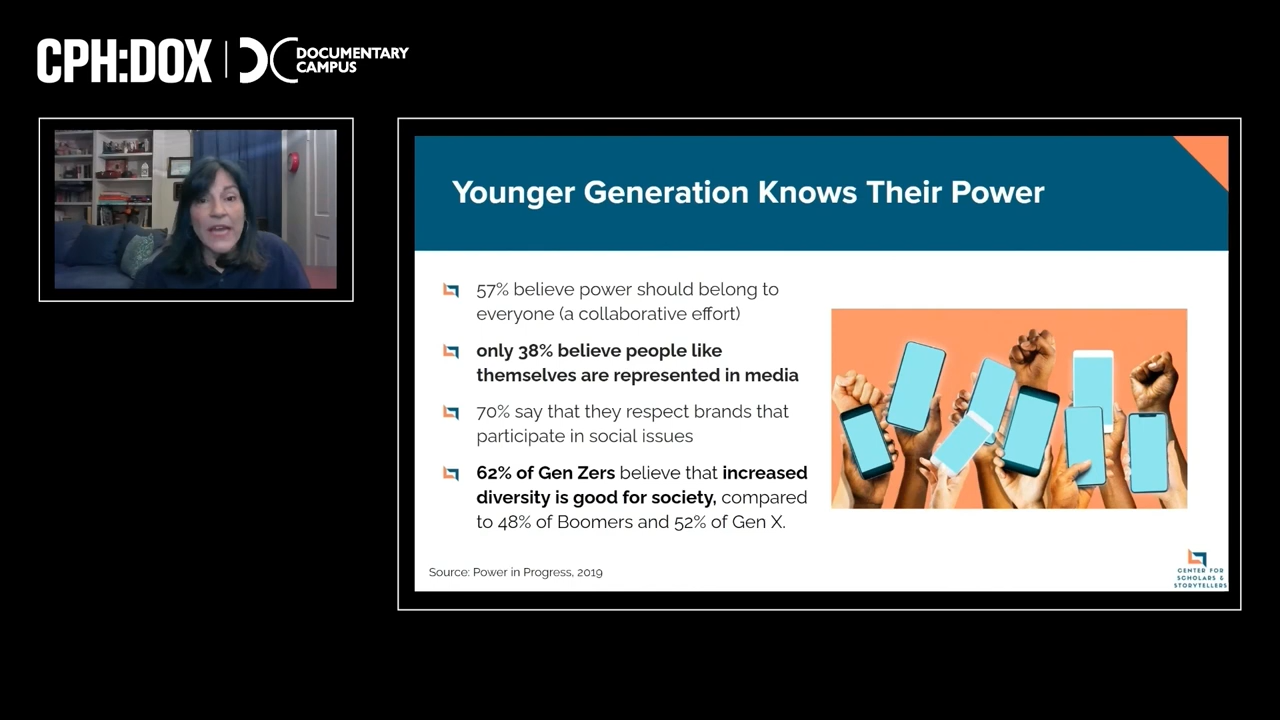 CPH:DOX
DOCUMENTARY
CAMPUS
Younger Generation Knows Their Power
57% believe power should belong to
everyone (a collaborative effort)
only 38% believe people like
themselves are represented in media
70% say that they respect brands that
participate in social issues
62% of Gen Zers believe that increased
diversity is good for society, compared
to 48% of Boomers and 52% of Gen X.
Source: Power in Progress, 2019
CENTER FOR
SCHOLARS &
STORYTELLERS